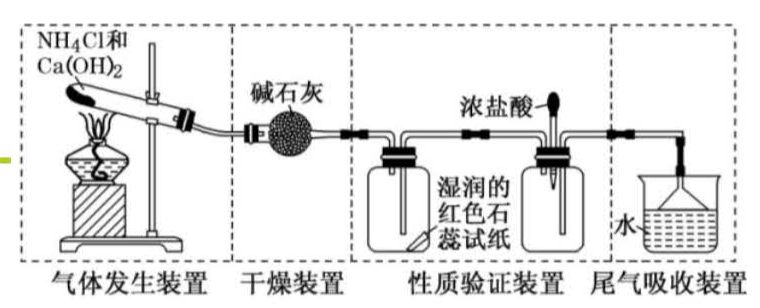 NH₄Cl和
Ca(OH)₂
碱石灰
浓盐酸
湿润的
红色石
蕊试纸
水
气体发生装置
干燥装置
性质验证装置
尾气吸收装置